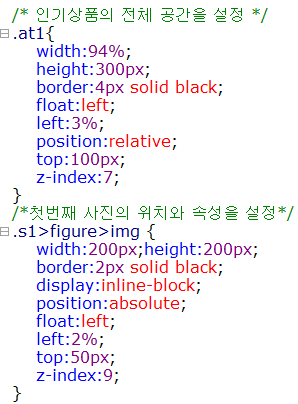 /* 인기상품의 전체 공간을 설정 */
.at1{
width:94%;
height:300px;
border:4px solid black;
float:left;
left:3%;
position:relative;
top:100px;
z-index:7;
}
/*첫번째 사진의 위치와 속성을 설정*/
.s1>figure>img {
width:200px;height:200px;
border:2px solid black;
display:inline-block;
position:absolute;
float:left;
left:2%;
top:50px;
z-index:9;
}